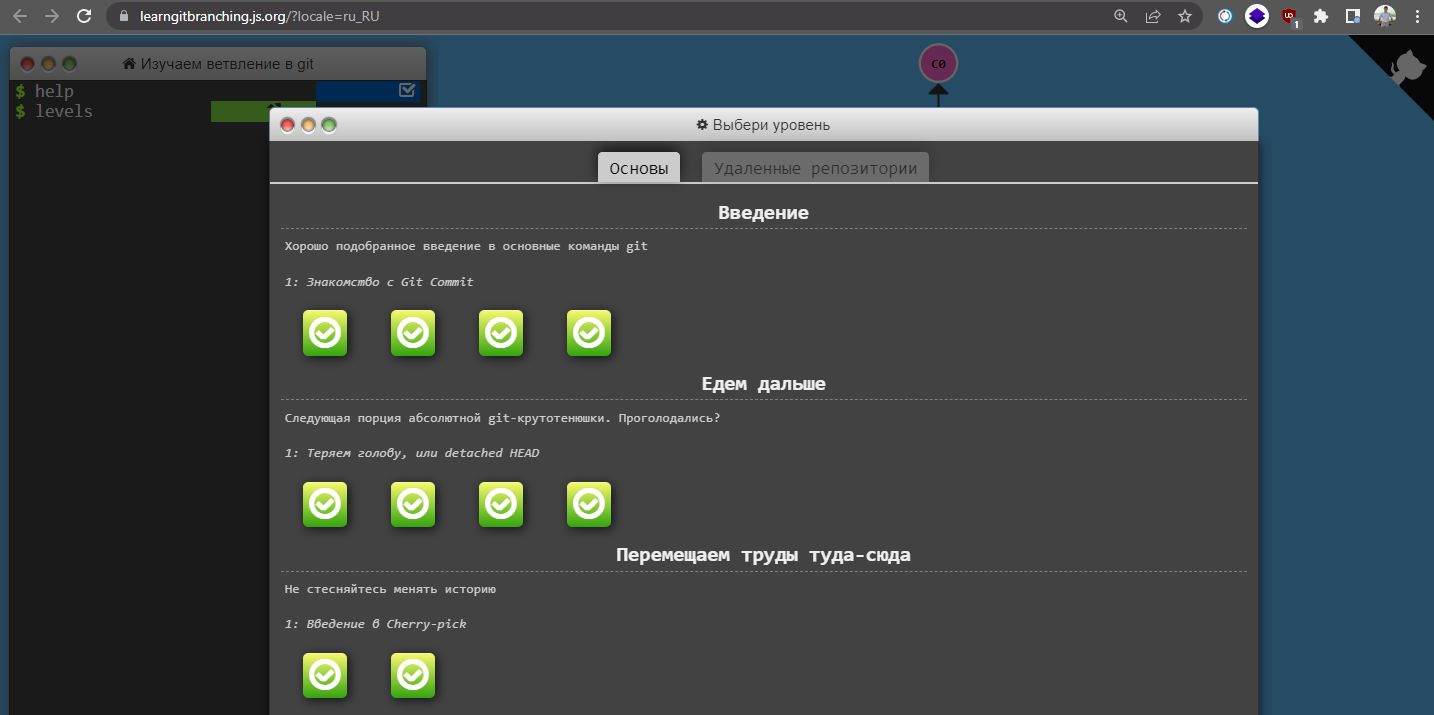 learngitbranching.js.org/?locale=ru_RU
1
Изучаем ветвление в git
$ help
$ levels
C0
Выбери уровень
Основы
Удаленные репозитории
Введение
Хорошо подобранное введение в основные команды git
1: Знакомство с Git Commit
Едем дальше
Следующая порция абсолютной git-крутотенюшки. Проголодались?
1: Теряем голову, или detached HEAD
Перемещаем труды туда-сюда
Не стесняйтесь менять историю
1: Введение в Cherry-pick